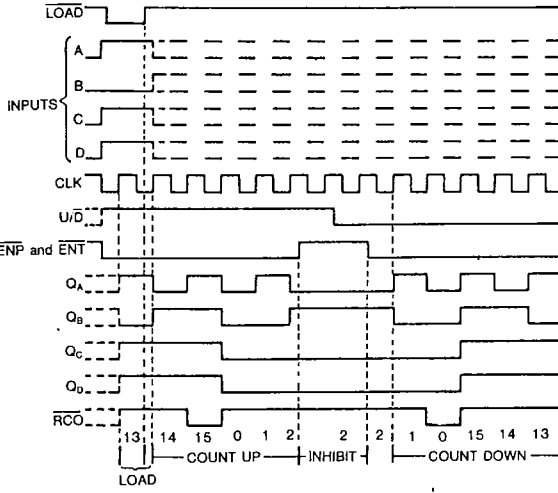 LOAD
A
B
INPUTS
C
D
CLK
U/D
ENP and ENT
QA
QB
QC
QD
RCO
13 14 15 0 1 2 2 2 1 0 15 14 13
COUNT UP INHIBIT COUNT DOWN
LOAD